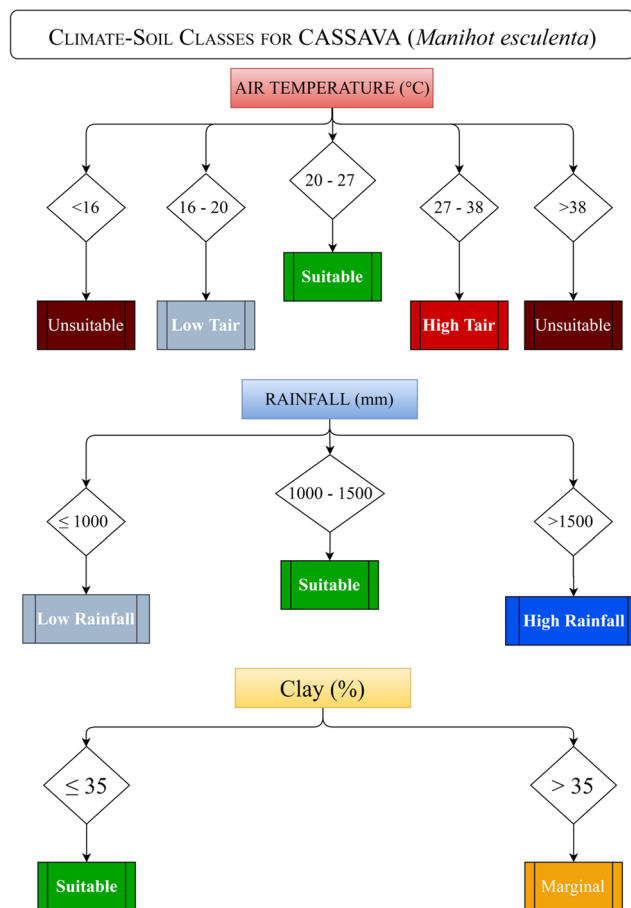 CLIMATE-SOIL CLASSES FOR CASSAVA (Manihot esculenta)
AIR TEMPERATURE (°C)
<16
16 - 20
20 - 27
27 - 38
>38
Unsuitable
Low Tair
Suitable
High Tair
Unsuitable
RAINFALL (mm)
≤ 1000
1000 - 1500
>1500
Low Rainfall
Suitable
High Rainfall
Clay (%)
≤ 35
> 35
Suitable
Marginal